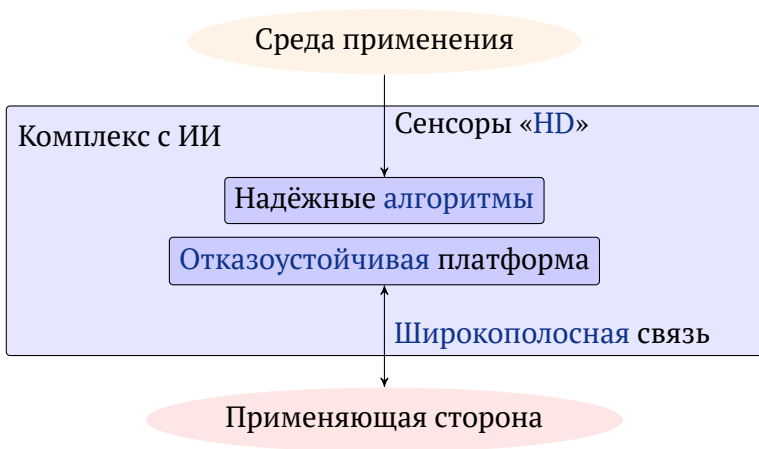 Среда применения
Сенсоры «HD»
Комплекс с ИИ
Надёжные алгоритмы
Отказоустойчивая платформа
Широкополосная связь
Применяющая сторона